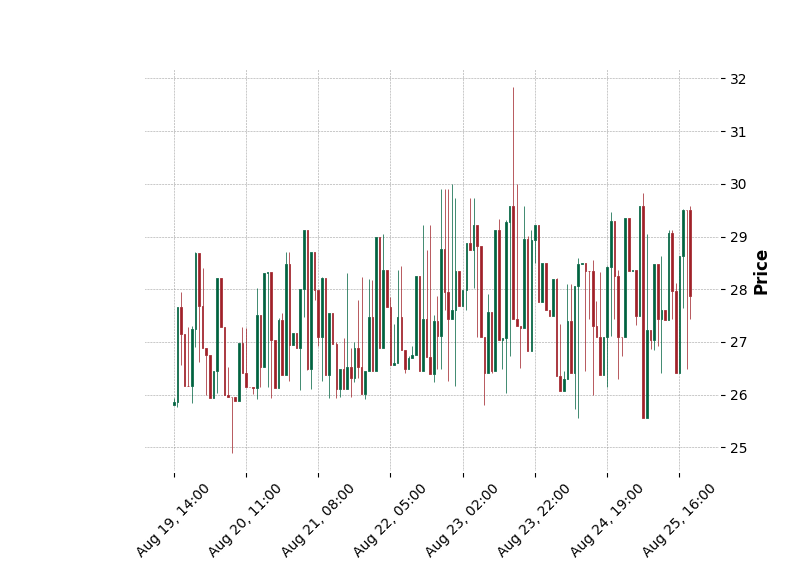 32
31
30
29
28
27
26
25
Price
Aug 19, 14:00
Aug 20, 11:00
Aug 21, 08:00
Aug 22, 05:00
Aug 23, 02:00
Aug 23, 22:00
Aug 24, 19:00
Aug 25, 16:00